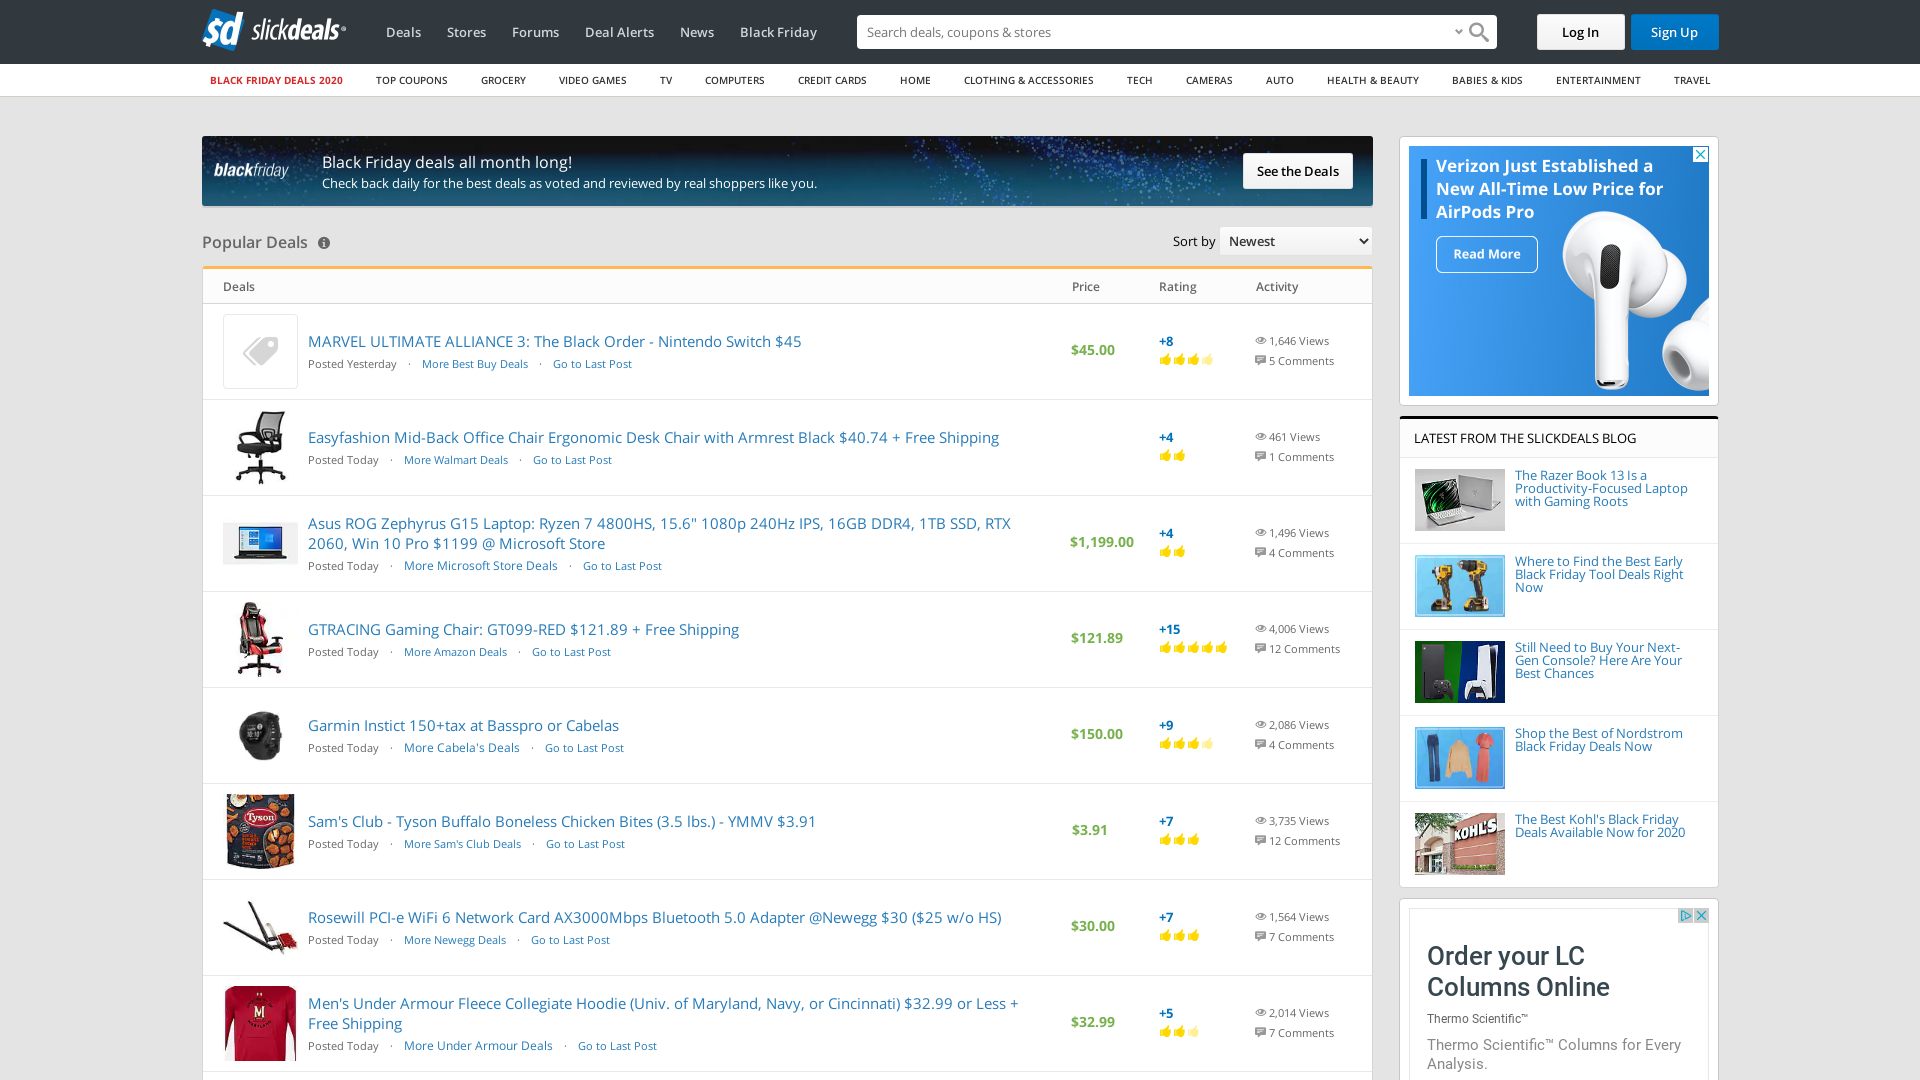 slickdeals
Deals
Stores
Forums
Deal Alerts
News
Black Friday
Search deals, coupons & stores
Log In
Sign Up
BLACK FRIDAY DEALS 2020
TOP COUPONS
GROCERY
VIDEO GAMES
TV
COMPUTERS
CREDIT CARDS
HOME
CLOTHING & ACCESSORIES
TECH
CAMERAS
AUTO
HEALTH & BEAUTY
BABIES & KIDS
ENTERTAINMENT
TRAVEL
blackfriday
Black Friday deals all month long!
Check back daily for the best deals as voted and reviewed by real shoppers like you.
See the Deals
Popular Deals
Sort by Newest
Deals Price Rating Activity
MARVEL ULTIMATE ALLIANCE 3: The Black Order - Nintendo Switch $45
Posted Yesterday · More Best Buy Deals · Go to Last Post
$45.00
+8
1,646 Views
5 Comments
Easyfashion Mid-Back Office Chair Ergonomic Desk Chair with Armrest Black $40.74 + Free Shipping
Posted Today · More Walmart Deals · Go to Last Post
+4
461 Views
1 Comments
Asus ROG Zephyrus G15 Laptop: Ryzen 7 4800HS, 15.6" 1080p 240Hz IPS, 16GB DDR4, 1TB SSD, RTX
2060, Win 10 Pro $1199 @ Microsoft Store
Posted Today · More Microsoft Store Deals · Go to Last Post
$1,199.00
+4
1,496 Views
4 Comments
GTRACING Gaming Chair: GT099-RED $121.89 + Free Shipping
Posted Today · More Amazon Deals · Go to Last Post
$121.89
+15
4,006 Views
12 Comments
Garmin Instict 150+tax at Basspro or Cabelas
Posted Today · More Cabela's Deals · Go to Last Post
$150.00
+9
2,086 Views
4 Comments
Tyson
Sam's Club - Tyson Buffalo Boneless Chicken Bites (3.5 lbs.) - YMMV $3.91
Posted Today · More Sam's Club Deals · Go to Last Post
$3.91
+7
3,735 Views
12 Comments
Rosewill PCI-e WiFi 6 Network Card AX3000Mbps Bluetooth 5.0 Adapter @Newegg $30 ($25 w/o HS)
Posted Today · More Newegg Deals · Go to Last Post
$30.00
+7
1,564 Views
7 Comments
Men's Under Armour Fleece Collegiate Hoodie (Univ. of Maryland, Navy, or Cincinnati) $32.99 or Less +
Free Shipping
Posted Today · More Under Armour Deals · Go to Last Post
$32.99
+5
2,014 Views
7 Comments
Verizon Just Established a
New All-Time Low Price for
AirPods Pro
Read More
LATEST FROM THE SLICKDEALS BLOG
The Razer Book 13 Is a
Productivity-Focused Laptop
with Gaming Roots
Where to Find the Best Early
Black Friday Tool Deals Right
Now
Still Need to Buy Your Next-
Gen Console? Here Are Your
Best Chances
Shop the Best of Nordstrom
Black Friday Deals Now
KOHL'S
The Best Kohl's Black Friday
Deals Available Now for 2020
Order your LC
Columns Online
Thermo Scientific™
Thermo Scientific™ Columns for Every
Analysis.